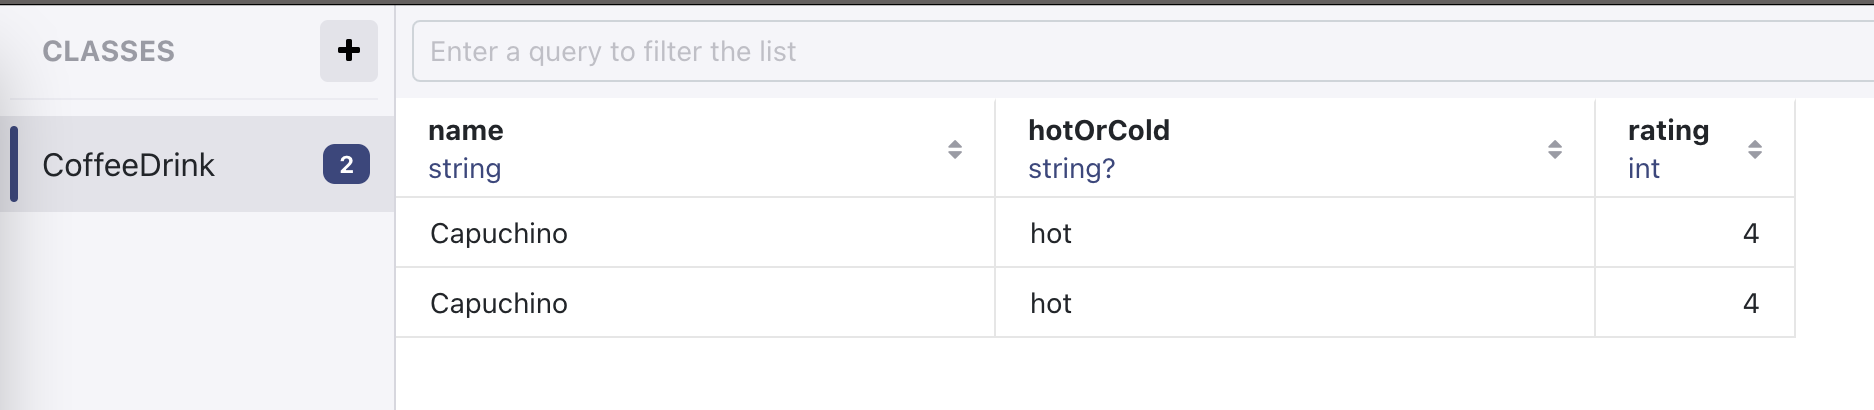 CLASSES
+
Enter a query to filter the list
CoffeeDrink 2
name hotOrCold rating
string string? int
Capuchino hot 4
Capuchino hot 4